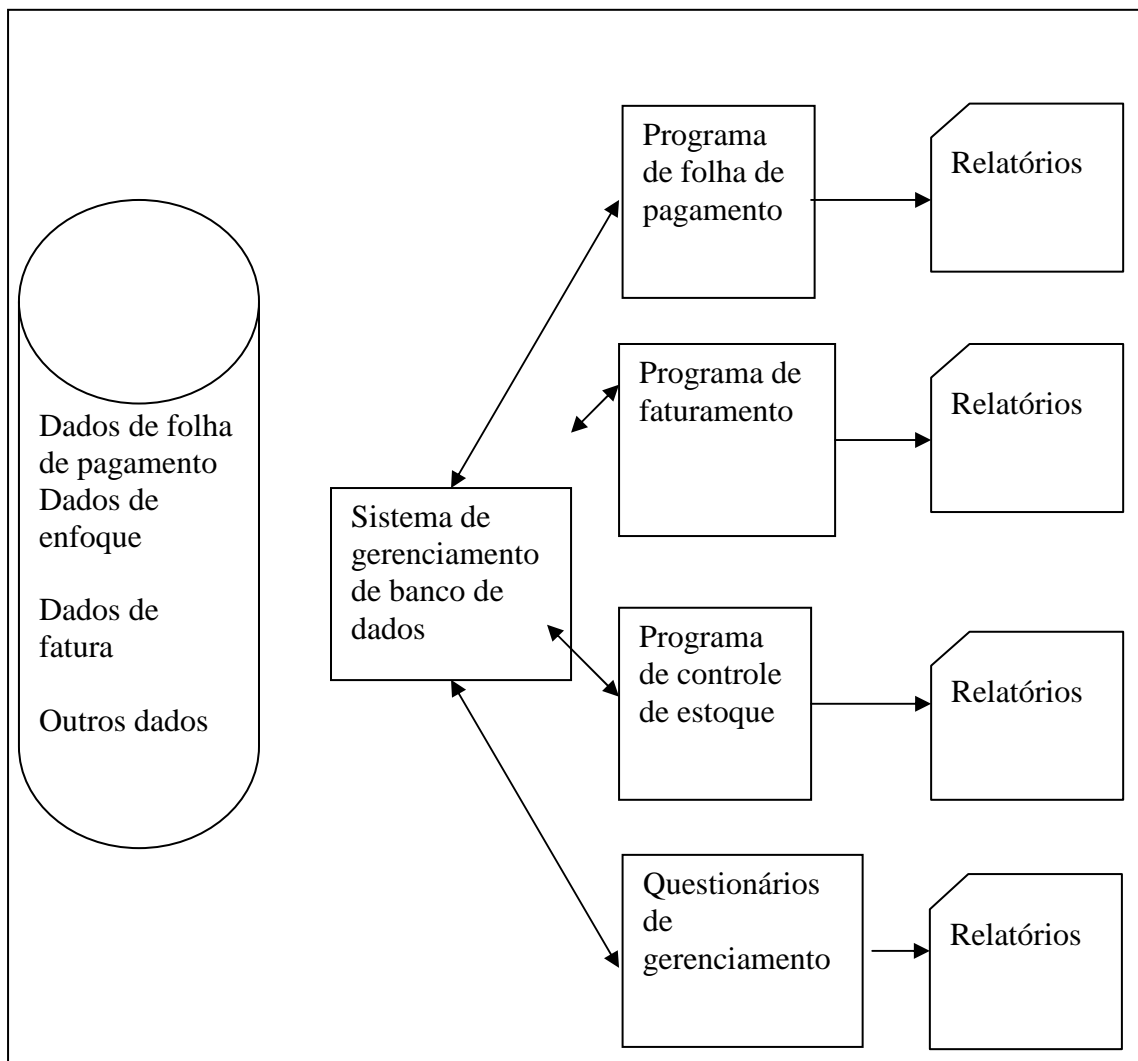 Dados de folha
de pagamento
Dados de
enfoque
Dados de
fatura
Outros dados
Sistema de
gerenciamento
de banco de
dados
Programa
de folha de
pagamento
Relatórios
Programa de
faturamento
Relatórios
Programa
de controle
de estoque
Relatórios
Questionários
de
gerenciamento
Relatórios